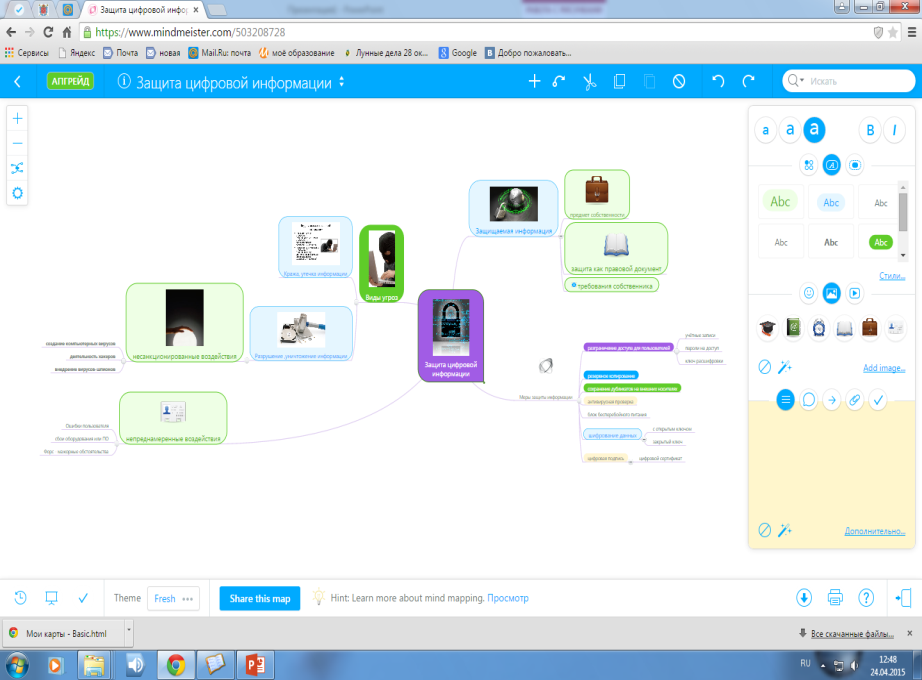 Защита цифровой инфор
https://www.mindmeister.com/503208728
Сервисы Яндекс Почта новая Mail.Ru: почта моё образование Лунные дела 28 ок... Google Добро пожаловать...
АПГРЕЙД
Защита цифровой информации
Искать
a a a B I
Защищаемая информация
предмет собственности
защита как правовой документ
требования собственника
Кража, утечка информации
Виды угроз
Разрушение ,уничтожение информации
несанкционированные воздействия
создание компьютерных вирусов
деятельность хакеров
внедрение вирусов-шпионов
непреднамеренные воздействия
Ошибки пользователя
сбои оборудования или ПО
Форс - мажорные обстоятельства
Защита цифровой
информации
Меры защиты информации
разграничение доступа для пользователей
учётные записи
пароли на доступ
ключ расшифровки
резервное копирование
сохранение дубликатов на внешних носителях
антивирусная проверка
блок бесперебойного питания
шифрование данных
с открытым ключом
закрытый ключ
цифровая подпись
цифровой сертификат
Abc Abc Abc
Abc Abc Abc
Стили...
Add image...
Дополнительно...
Theme Fresh
Share this map
Hint: Learn more about mind mapping. Просмотр
Мои карты - Basic.html
Все скачанные файлы...
RU
12:48
24.04.2015